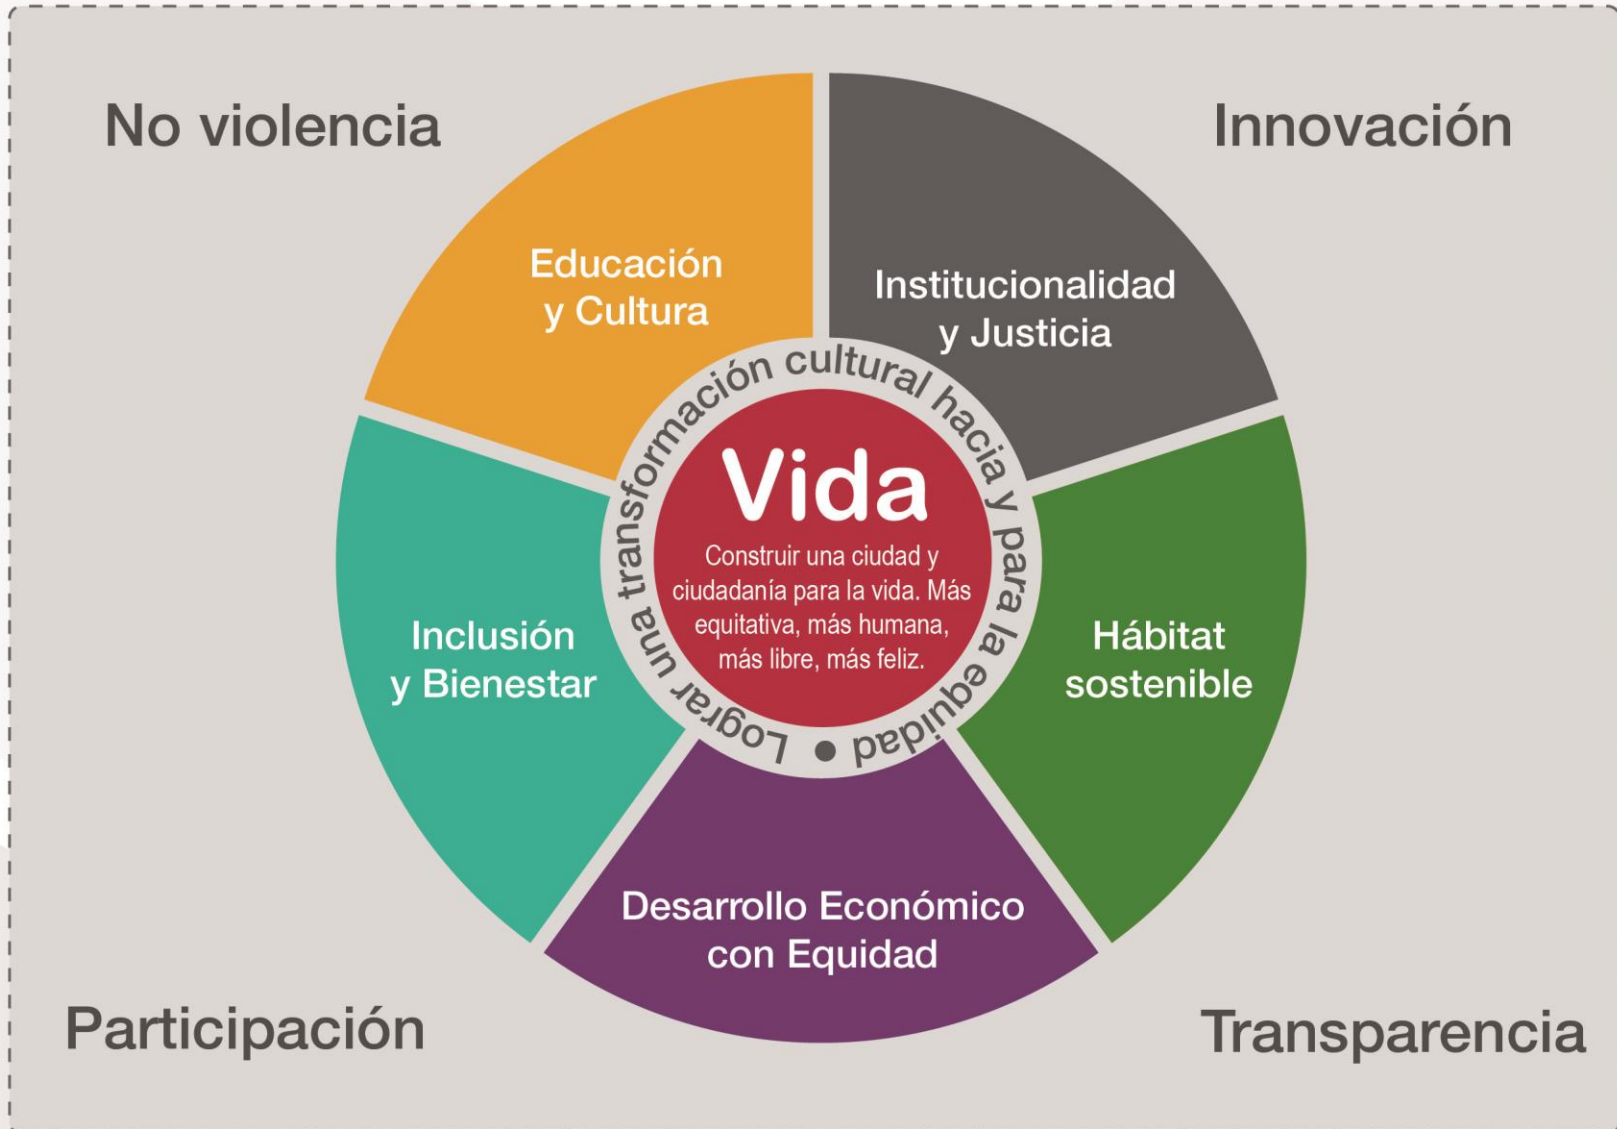 No violencia
Innovación
Educación
y Cultura
Institucionalidad
y Justicia
Lograr una transformación cultural hacia y para la equidad •
Vida
Construir una ciudad y
ciudadanía para la vida. Más
equitativa, más humana,
más libre, más feliz.
Inclusión
y Bienestar
Hábitat
sostenible
Desarrollo Económico
con Equidad
Participación
Transparencia